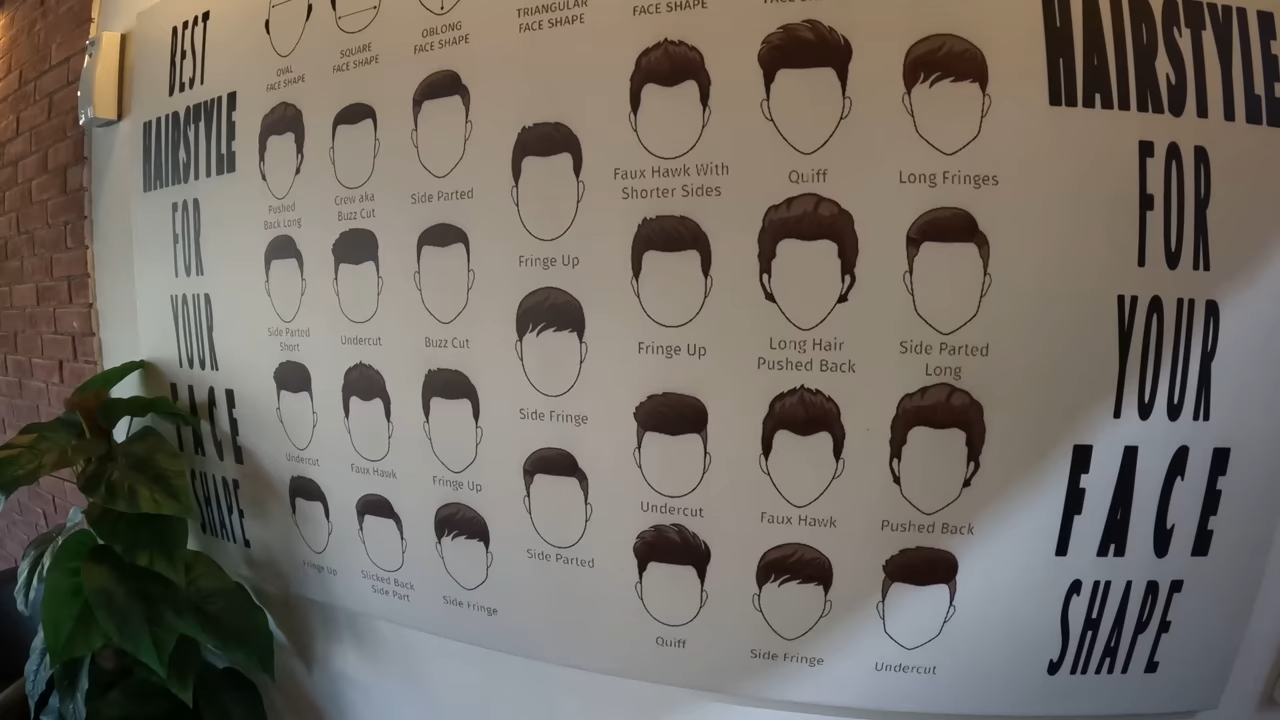 BEST
HAIRSTYLE
FOR
YOUR
FACE
SHAPE
OVAL
FACE SHAPE
SQUARE
FACE SHAPE
OBLONG
FACE SHAPE
TRIANGULAR
FACE SHAPE
FACE SHAPE
Pushed
Back Long
Crew aka
Buzz Cut
Side Parted
Fringe Up
Faux Hawk With
Shorter Sides
Quiff
Long Fringes
Side Parted
Short
Undercut
Buzz Cut
Side Fringe
Fringe Up
Long Hair
Pushed Back
Side Parted
Long
Undercut
Faux Hawk
Fringe Up
Side Parted
Undercut
Faux Hawk
Pushed Back
Fringe Up
Slicked Back
Side Part
Side Fringe
Quiff
Side Fringe
Undercut
HAIRSTYLE
FOR
YOUR
FACE
SHAPE